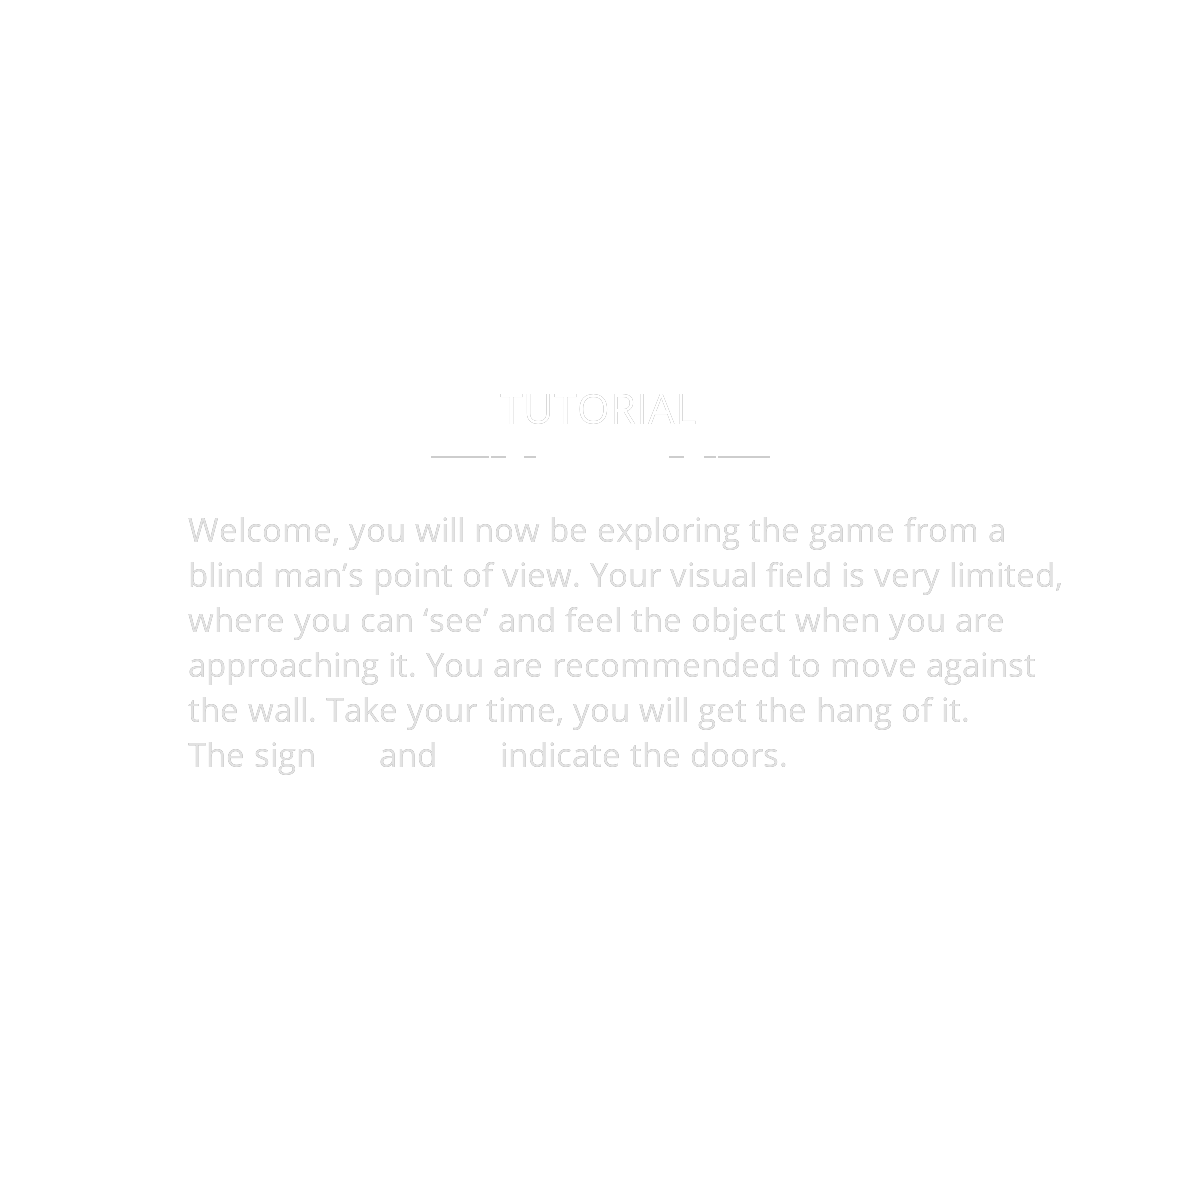 TUTORIAL
Welcome, you will now be exploring the game from a
blind man’s point of view. Your visual field is very limited,
where you can ‘see’ and feel the object when you are
approaching it. You are recommended to move against
the wall. Take your time, you will get the hang of it.
The sign and indicate the doors.